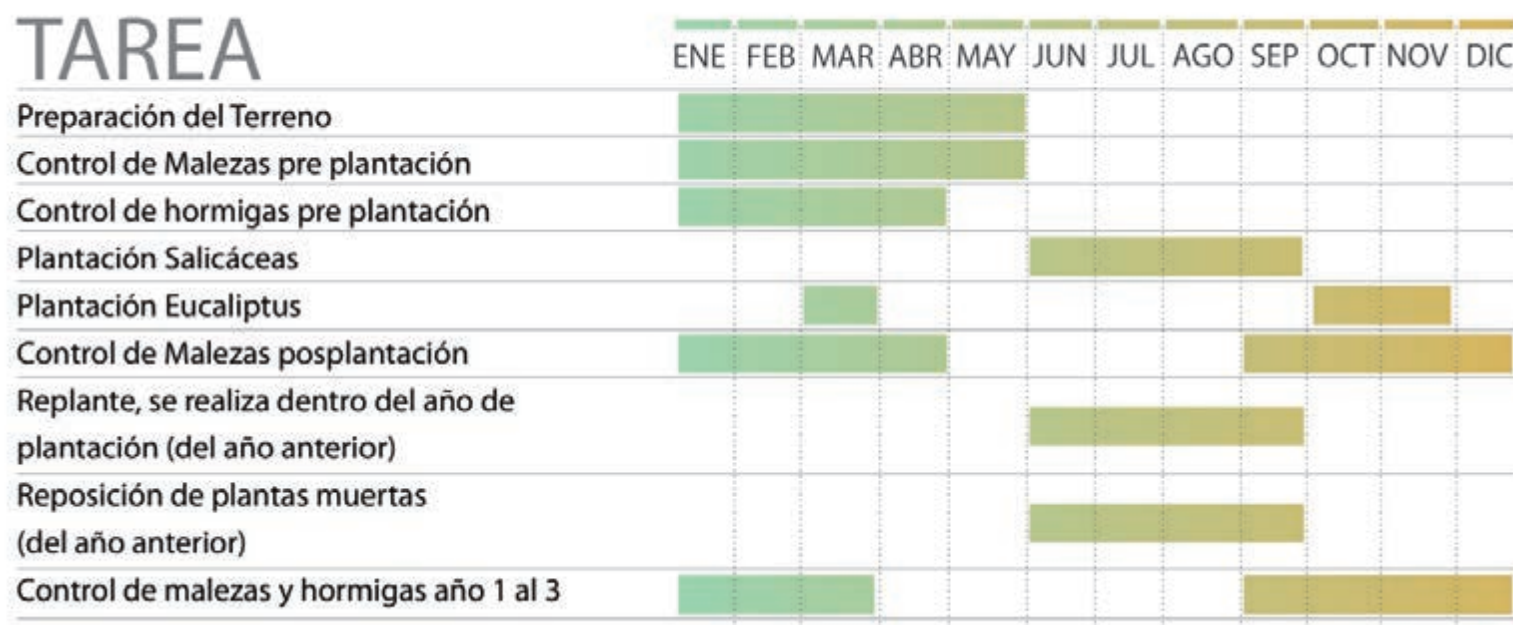 TAREA
ENE FEB MAR ABR MAY JUN JUL AGO SEP OCT NOV DIC
Preparación del Terreno
Control de Malezas pre plantación
Control de hormigas pre plantación
Plantación Salicáceas
Plantación Eucaliptus
Control de Malezas posplantación
Replante, se realiza dentro del año de
plantación (del año anterior)
Reposición de plantas muertas
(del año anterior)
Control de malezas y hormigas año 1 al 3